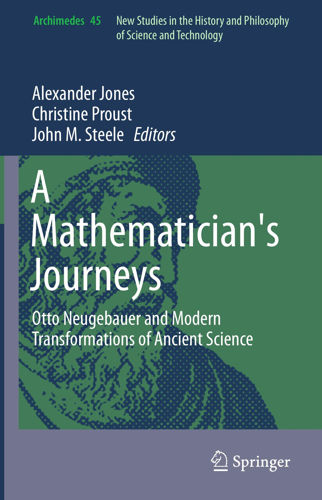 Archimedes 45 New Studies in the History and Philosophy
of Science and Technology
Alexander Jones
Christine Proust
John M. Steele Editors
A
Mathematician's
Journeys
Otto Neugebauer and Modern
Transformations of Ancient Science
Springer